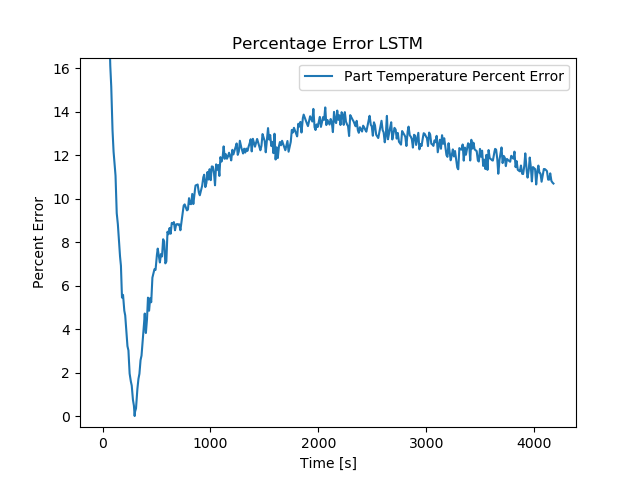 Percentage Error LSTM
Part Temperature Percent Error
16
14
12
10
8
6
4
2
0
Percent Error
0 1000 2000 3000 4000
Time [s]